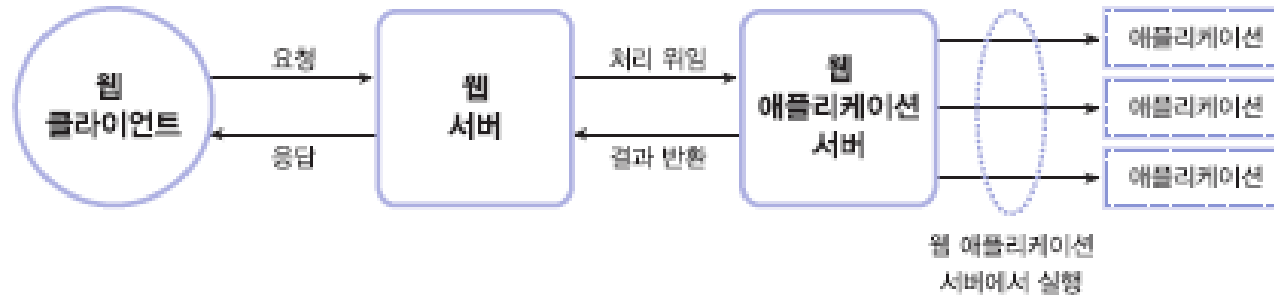 웹
클라이언트
요청
응답
웹
서버
처리 위임
결과 반환
웹
애플리케이션
서버
애플리케이션
애플리케이션
애플리케이션
웹 애플리케이션
서버에서 실행